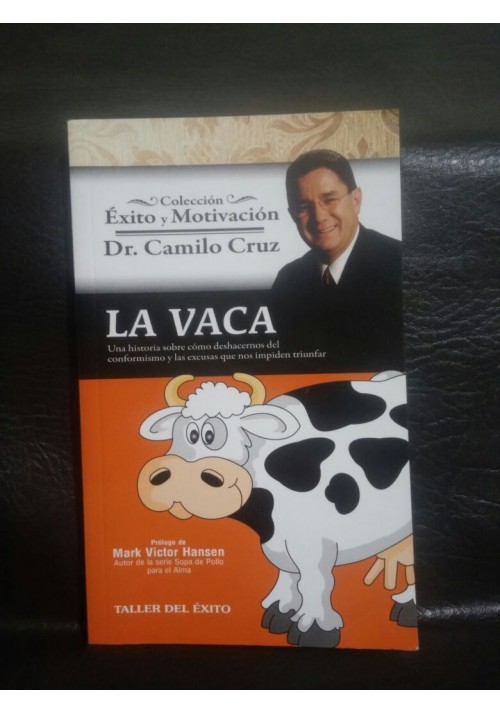 Colección
Éxito y Motivación
Dr. Camilo Cruz
LA VACA
Una historia sobre cómo deshacernos del
conformismo y las excusas que nos impiden triunfar
Prólogo de
Mark Victor Hansen
Autor de la serie Sopa de Pollo
para el Alma
TALLER DEL ÉXITO